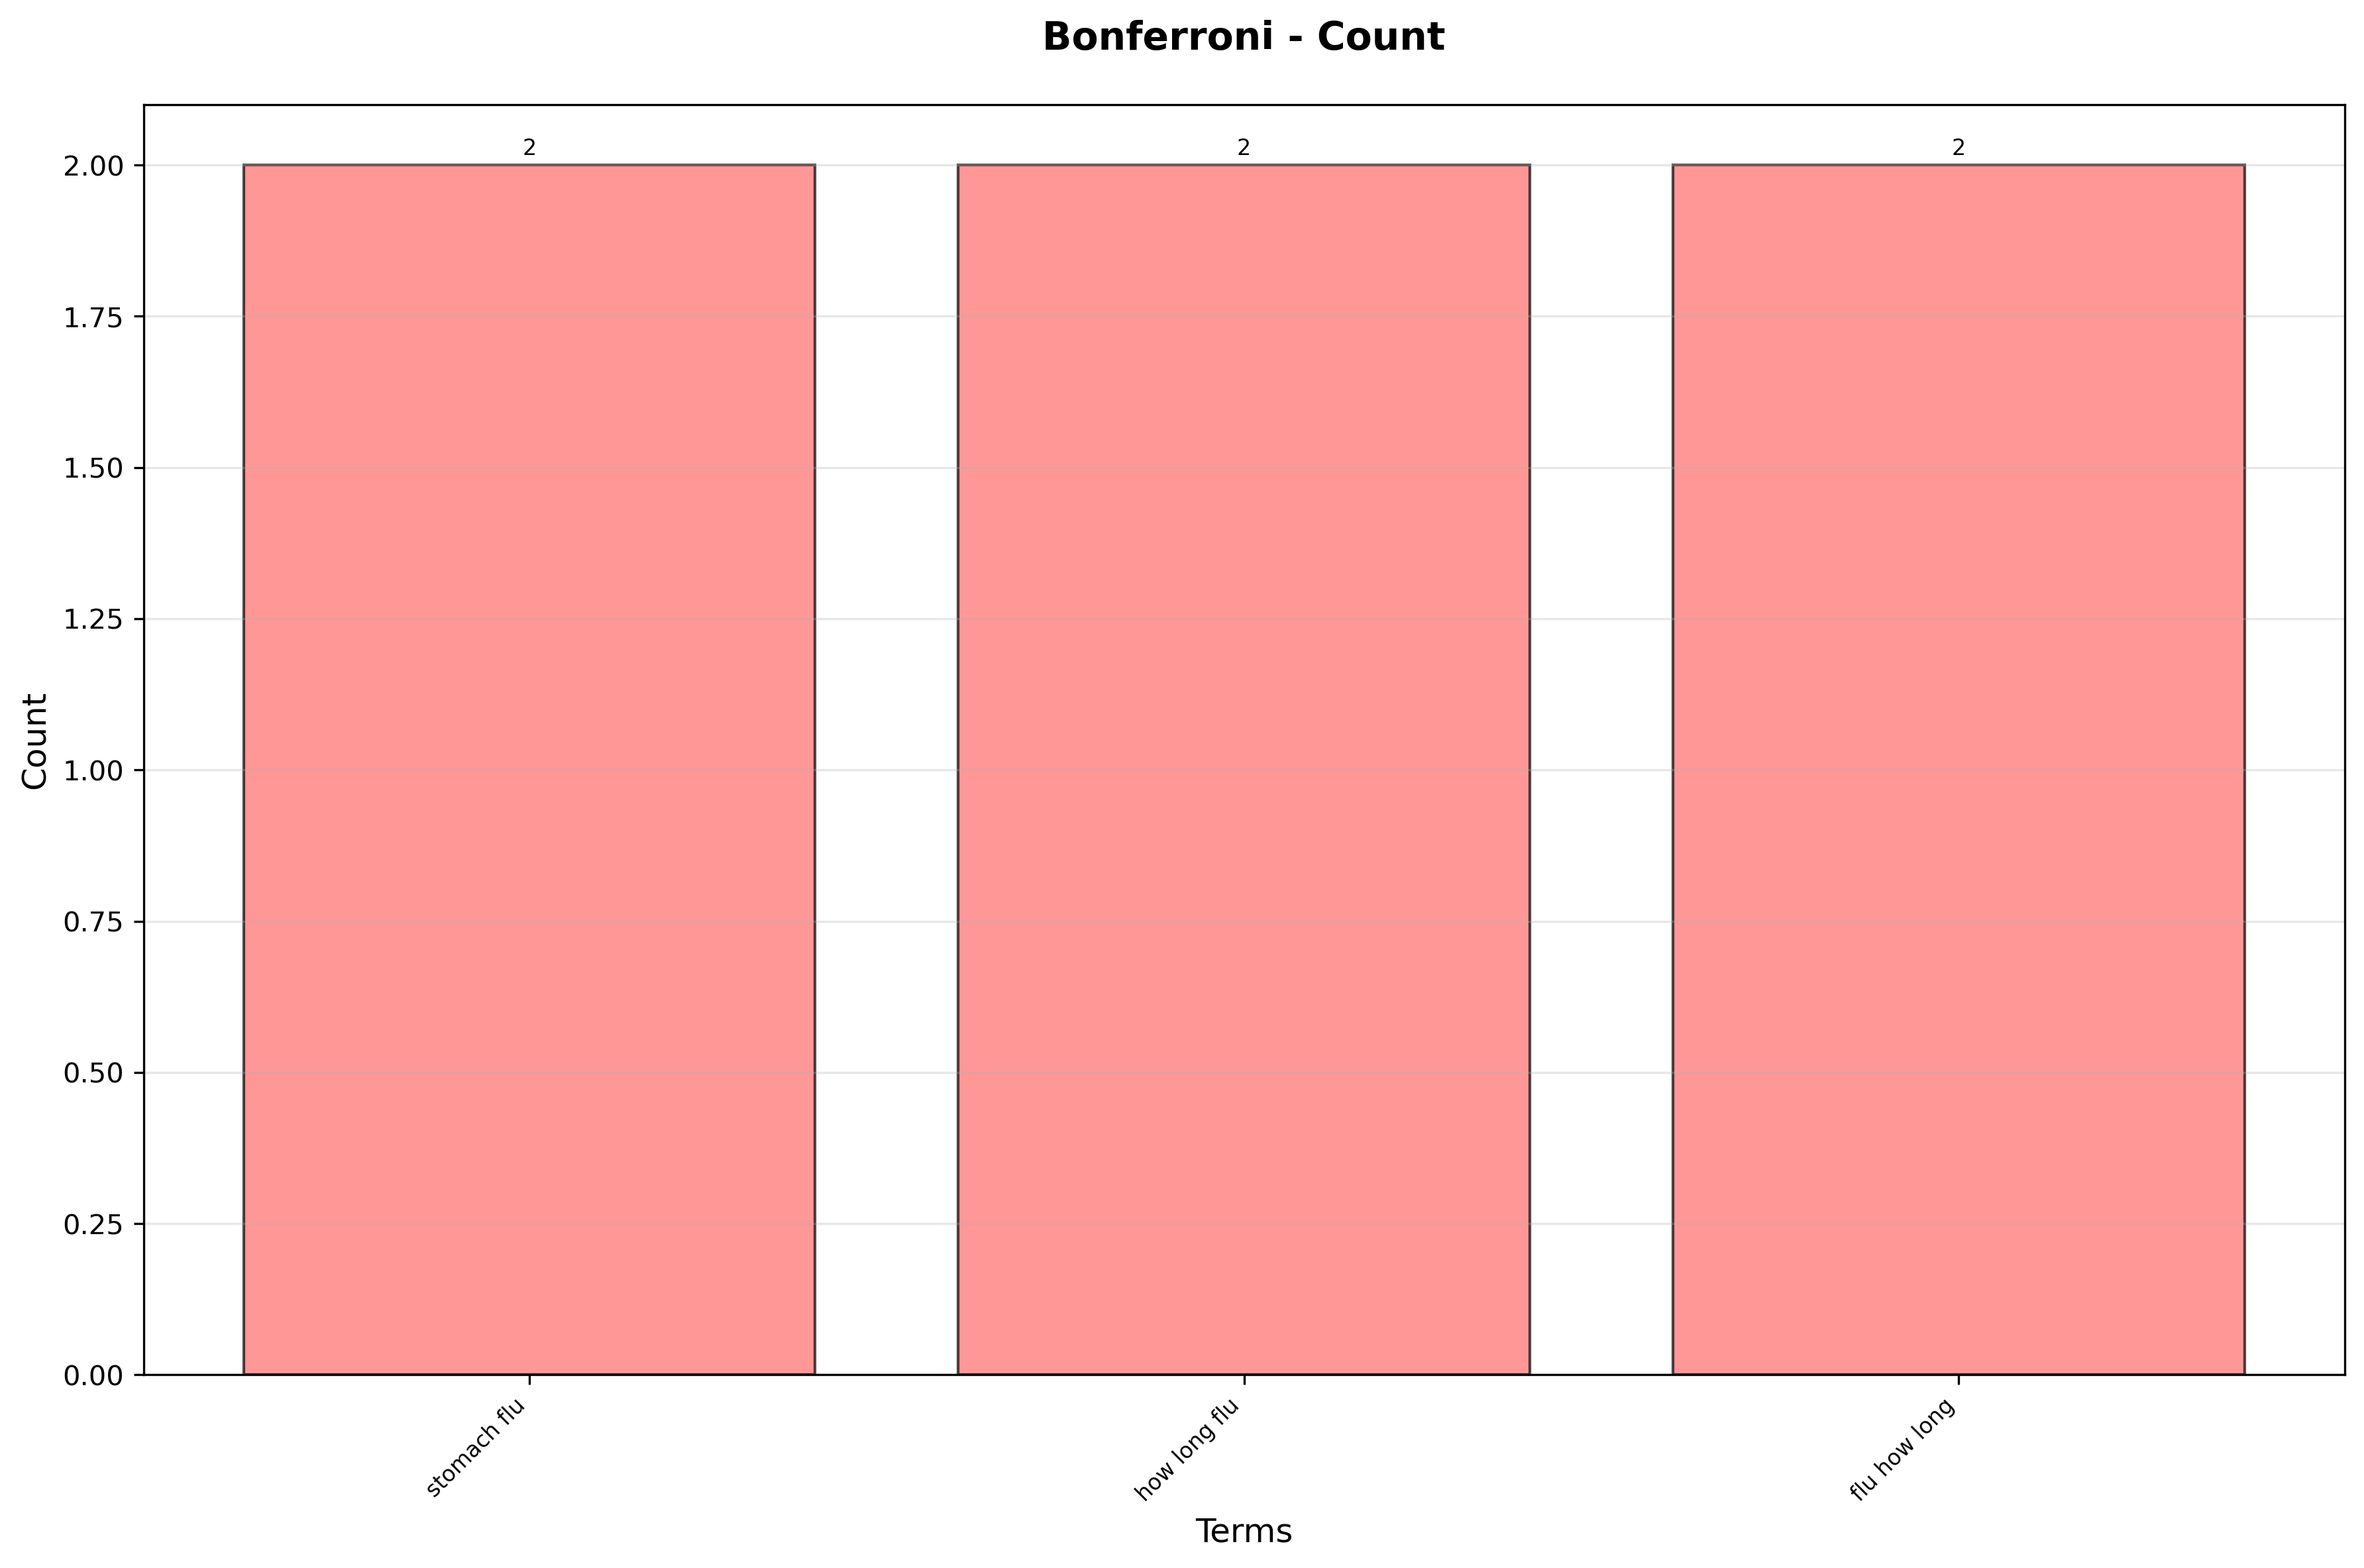 Bonferroni - Count
2 2 2
2.00
1.75
1.50
1.25
1.00
0.75
0.50
0.25
0.00
Count
stomach flu
how long flu
flu how long
Terms